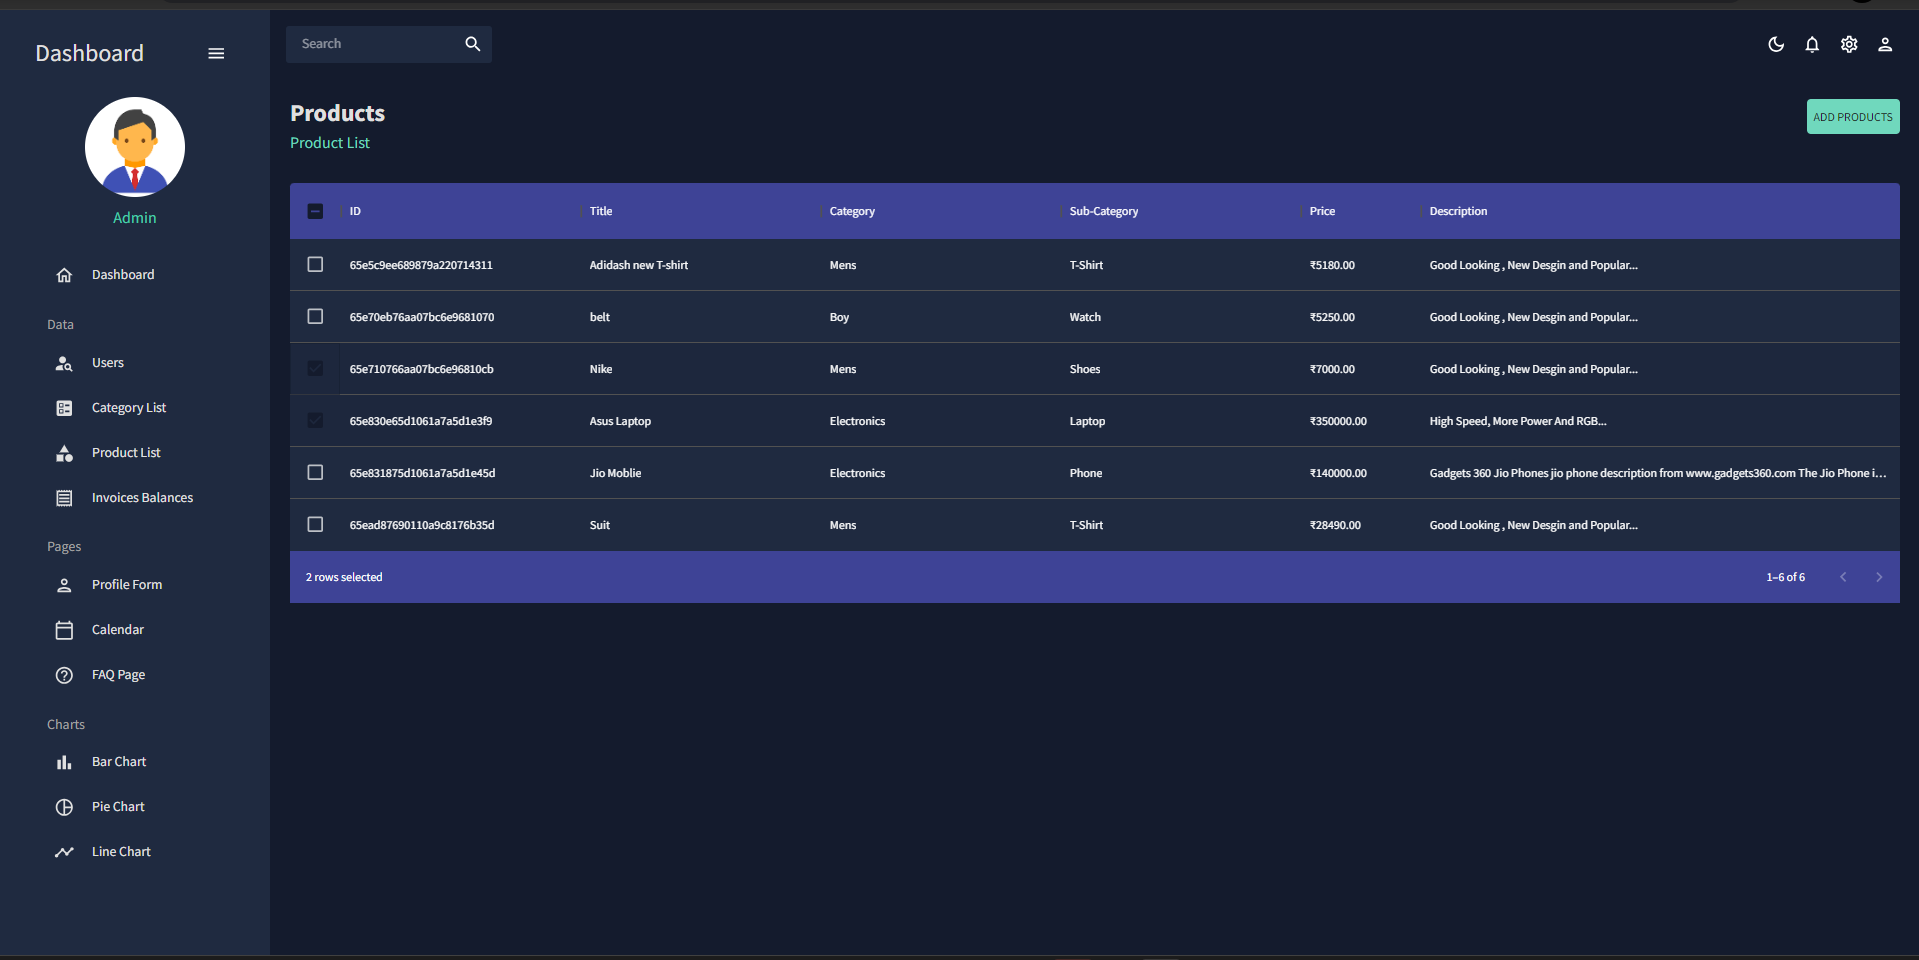 Dashboard
Search
Admin
Dashboard
Data
Users
Category List
Product List
Invoices Balances
Pages
Profile Form
Calendar
FAQ Page
Charts
Bar Chart
Pie Chart
Line Chart
Products
Product List
ADD PRODUCTS
ID Title Category Sub-Category Price Description
65e5c9ee689879a220714311 Adidash new T-shirt Mens T-Shirt ₹5180.00 Good Looking , New Desgin and Popular...
65e70eb76aa07bc6e9681070 belt Boy Watch ₹5250.00 Good Looking , New Desgin and Popular...
65e710766aa07bc6e96810cb Nike Mens Shoes ₹7000.00 Good Looking , New Desgin and Popular...
65e830e65d1061a7a5d1e3f9 Asus Laptop Electronics Laptop ₹350000.00 High Speed, More Power And RGB...
65e831875d1061a7a5d1e45d Jio Moblie Electronics Phone ₹140000.00 Gadgets 360 Jio Phones jio phone description from www.gadgets360.com The Jio Phone i...
65ead87690110a9c8176b35d Suit Mens T-Shirt ₹28490.00 Good Looking , New Desgin and Popular...
2 rows selected
1–6 of 6